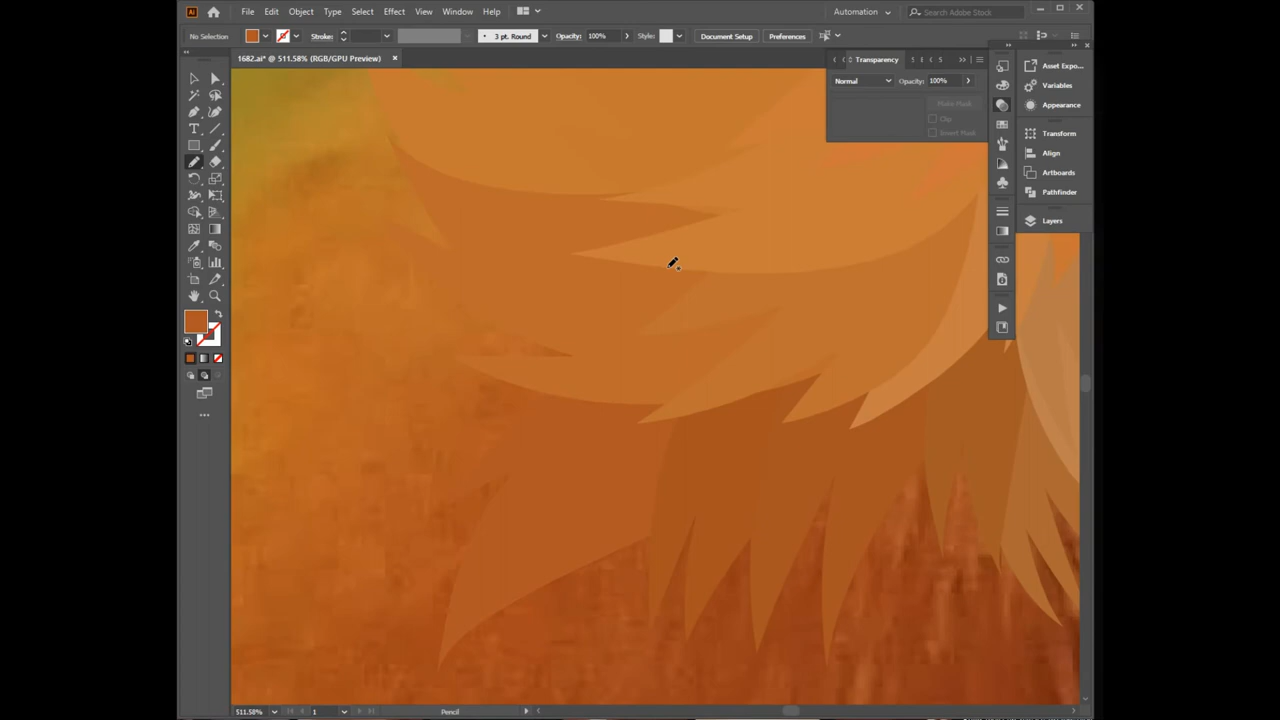 File Edit Object Type Select Effect View Window Help Automation Search Adobe Stock
No Selection Stroke: 3 pt. Round Opacity: 100% Style: Document Setup Preferences
1682.ai* @ 511.58% (RGB/GPU Preview)
Transparency
Normal Opacity: 100%
Make Mask
Clip
Invert Mask
Asset Expo...
Variables
Appearance
Transform
Align
Artboards
Pathfinder
Layers
511.58% 1 Pencil